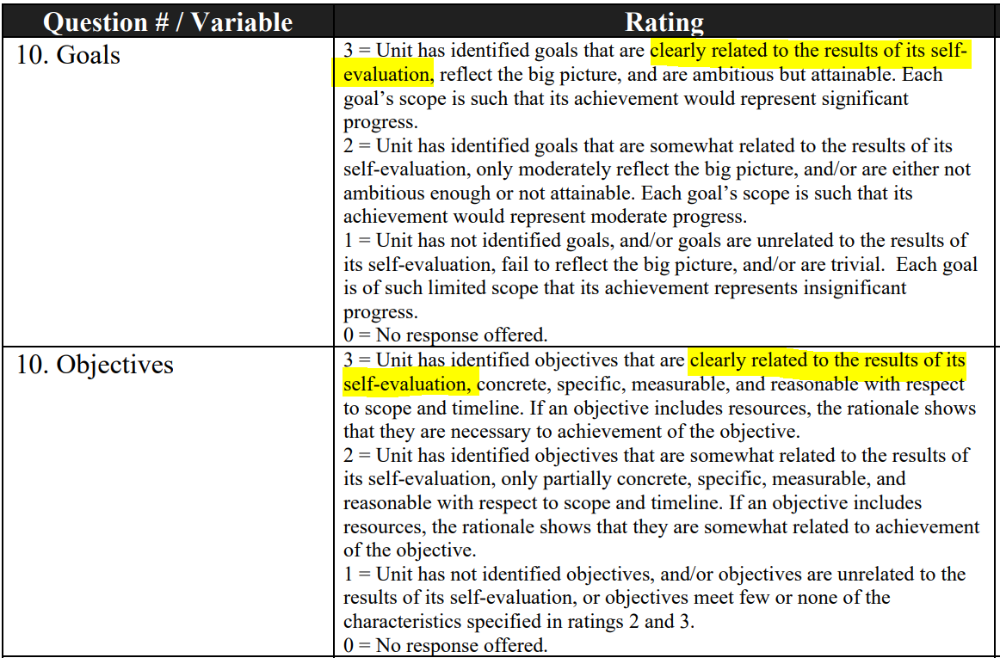 Question # / Variable
Rating
10. Goals
3 = Unit has identified goals that are clearly related to the results of its self-
evaluation, reflect the big picture, and are ambitious but attainable. Each
goal’s scope is such that its achievement would represent significant
progress.
2 = Unit has identified goals that are somewhat related to the results of its
self-evaluation, only moderately reflect the big picture, and/or are either not
ambitious enough or not attainable. Each goal’s scope is such that its
achievement would represent moderate progress.
1 = Unit has not identified goals, and/or goals are unrelated to the results of
its self-evaluation, fail to reflect the big picture, and/or are trivial.  Each goal
is of such limited scope that its achievement represents insignificant
progress.
0 = No response offered.
10. Objectives
3 = Unit has identified objectives that are clearly related to the results of its
self-evaluation, concrete, specific, measurable, and reasonable with respect
to scope and timeline. If an objective includes resources, the rationale shows
that they are necessary to achievement of the objective.
2 = Unit has identified objectives that are somewhat related to the results of
its self-evaluation, only partially concrete, specific, measurable, and
reasonable with respect to scope and timeline. If an objective includes
resources, the rationale shows that they are somewhat related to achievement
of the objective.
1 = Unit has not identified objectives, and/or objectives are unrelated to the
results of its self-evaluation, or objectives meet few or none of the
characteristics specified in ratings 2 and 3.
0 = No response offered.